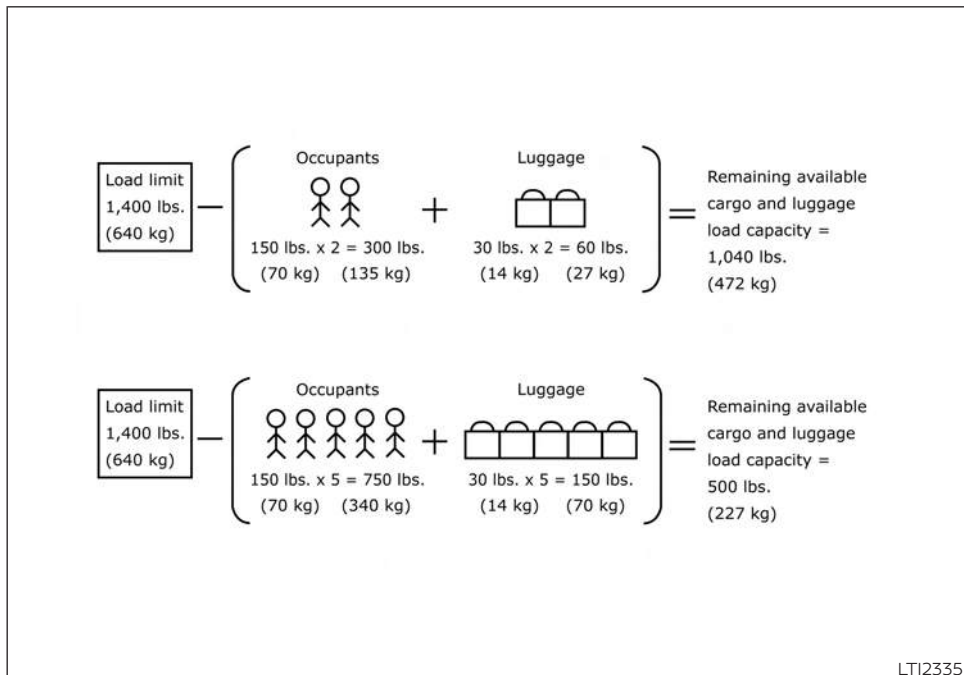 Occupants
Luggage
Load limit
1,400 lbs.
(640 kg)
150 lbs. x 2 = 300 lbs.
(70 kg) (135 kg)
+
30 lbs. x 2 = 60 lbs.
(14 kg) (27 kg)
=
Remaining available
cargo and luggage
load capacity =
1,040 lbs.
(472 kg)
Occupants
Luggage
Load limit
1,400 lbs.
(640 kg)
150 lbs. x 5 = 750 lbs.
(70 kg) (340 kg)
+
30 lbs. x 5 = 150 lbs.
(14 kg) (70 kg)
=
Remaining available
cargo and luggage
load capacity =
500 lbs.
(227 kg)
LTI2335